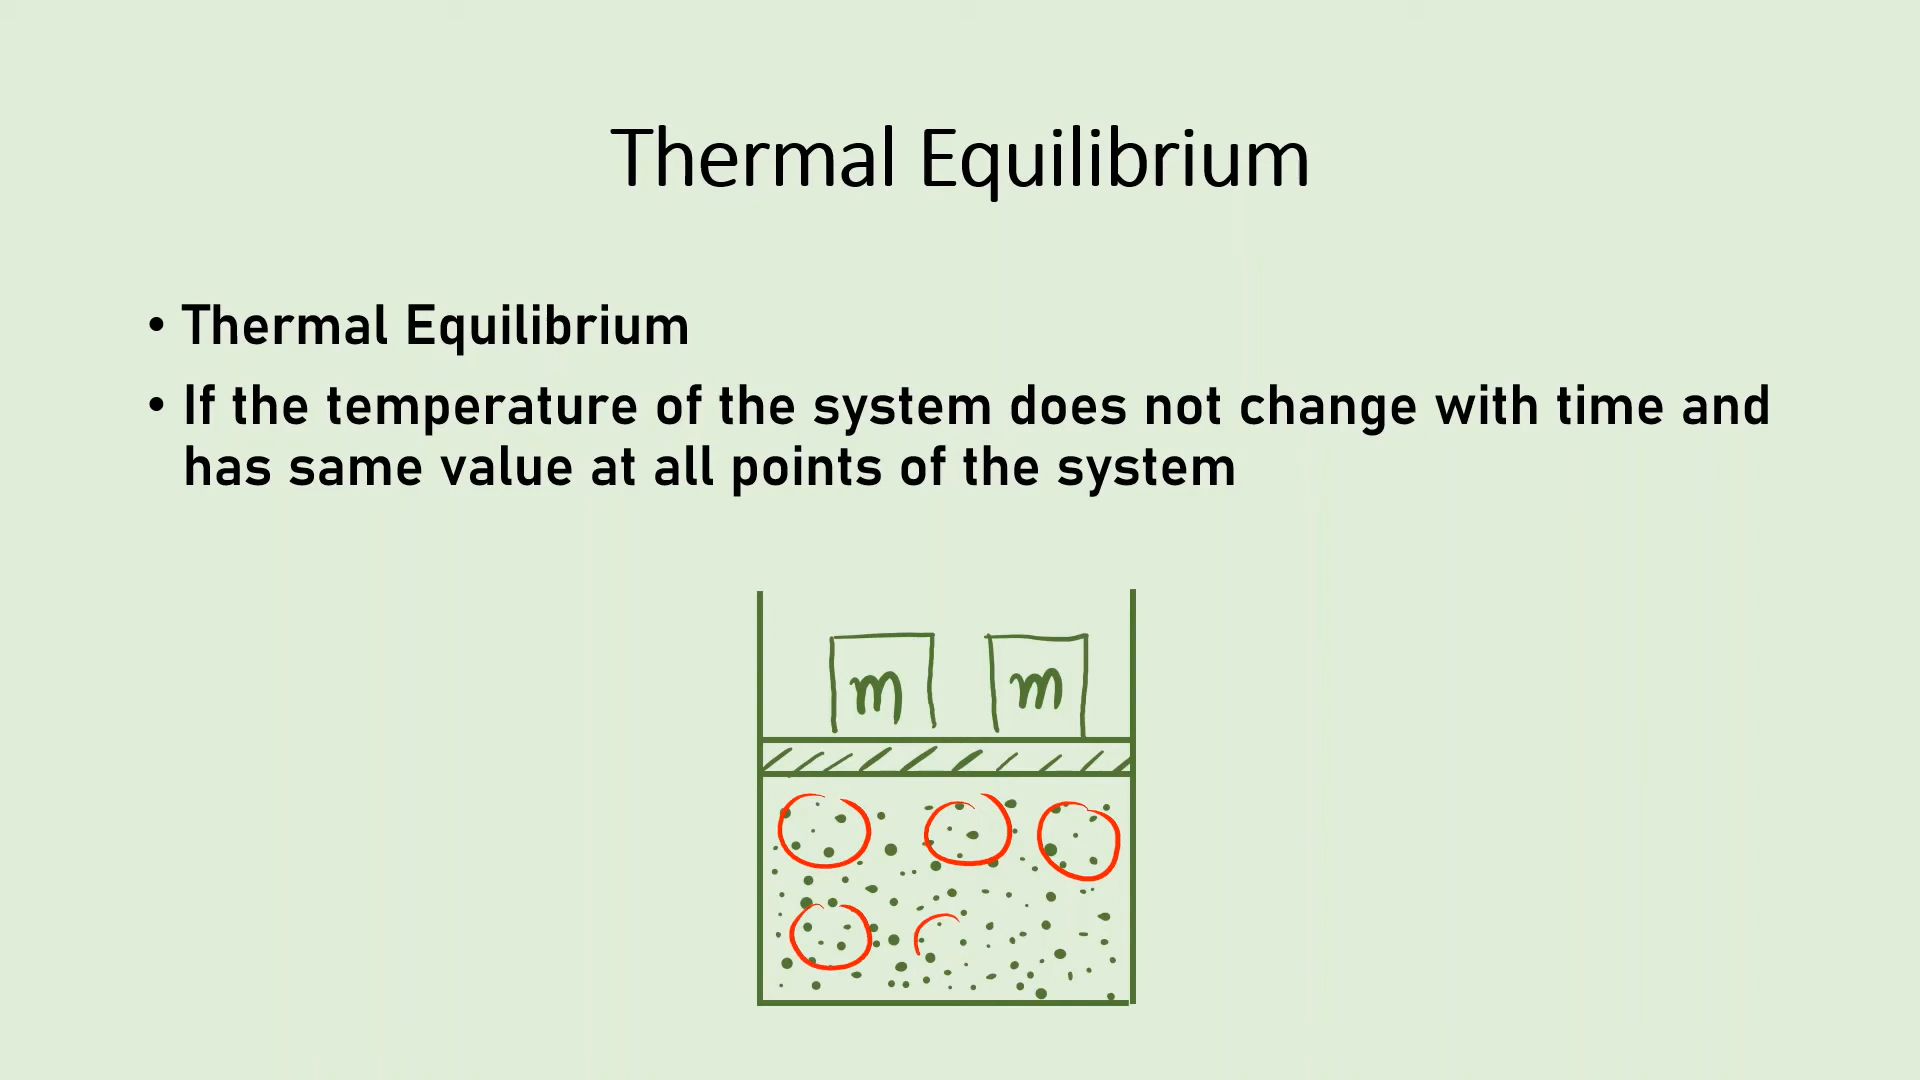 Thermal Equilibrium
• Thermal Equilibrium
• If the temperature of the system does not change with time and
has same value at all points of the system
m m